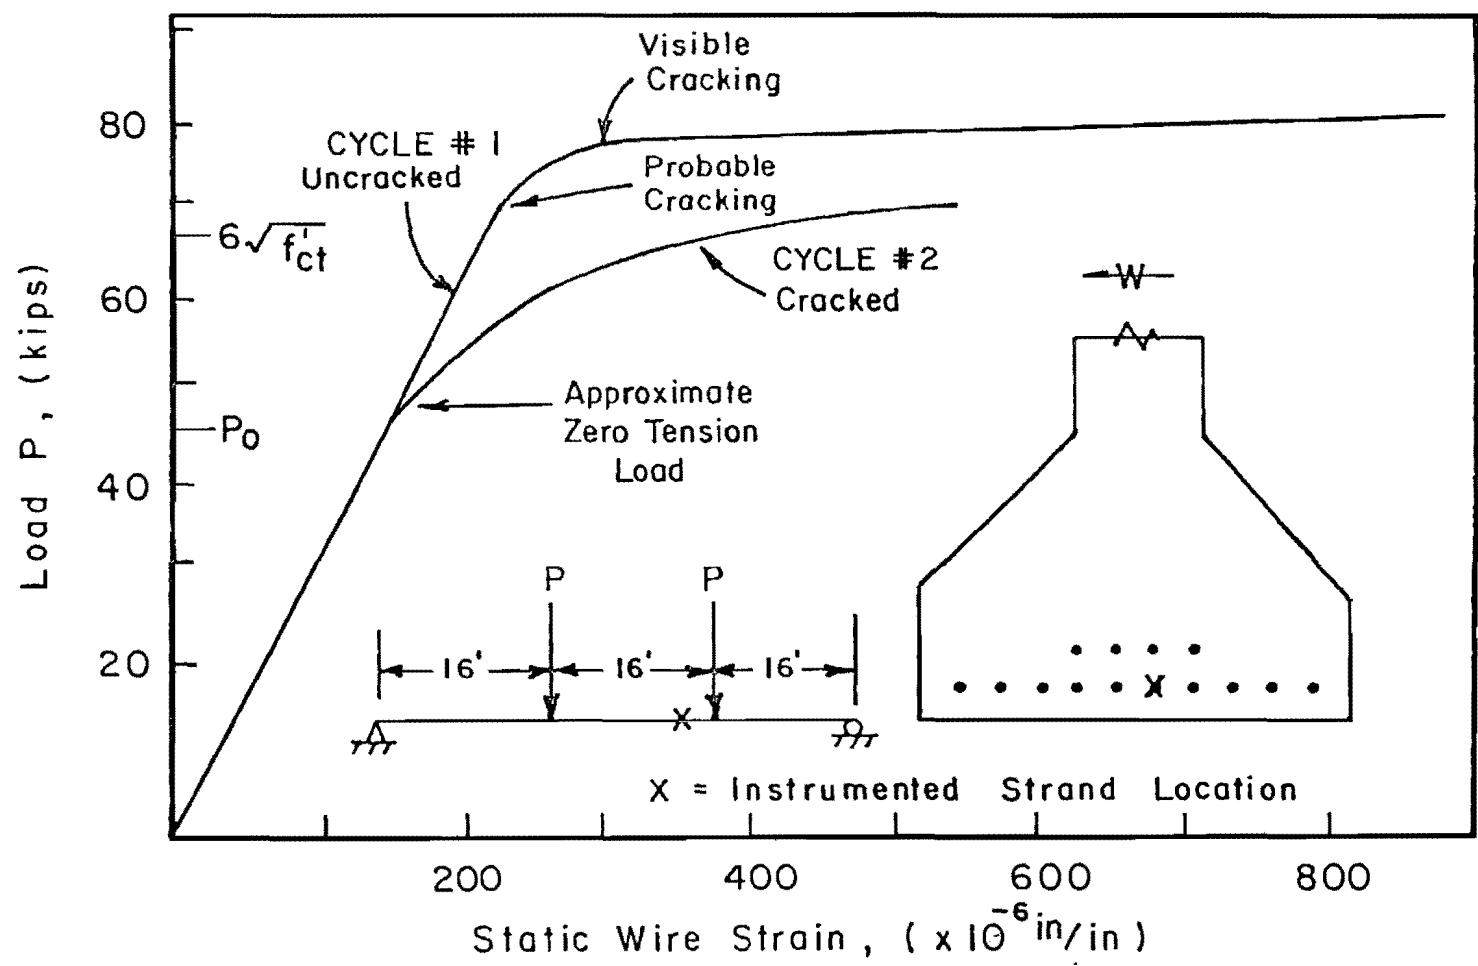 Visible
Cracking
80
CYCLE # 1
Uncracked
Probable
Cracking
6√f'ct
CYCLE #2
Cracked
60
W
Load P, (kips)
Approximate
Zero Tension
Load
Po
40
P P
20
16' 16' 16'
X
X
X = Instrumented Strand Location
200 400 600 800
Static Wire Strain, (x10-6 in/in)